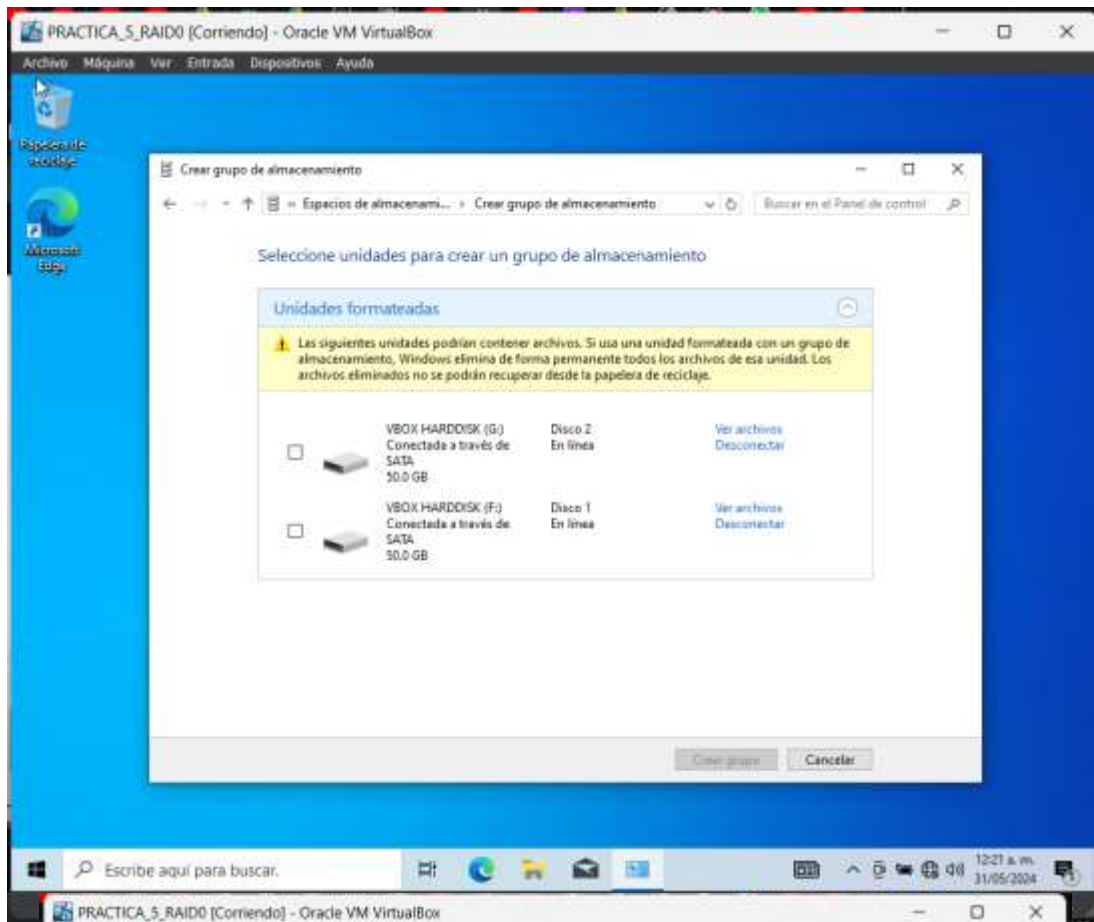 PRACTICA_5_RAID0 [Corriendo] - Oracle VM VirtualBox
Archivo Máquina Ver Entrada Dispositivos Ayuda
Papelera de
reciclaje
Microsoft
Edge
Crear grupo de almacenamiento
« Espacios de almacenami... › Crear grupo de almacenamiento
Buscar en el Panel de control
Seleccione unidades para crear un grupo de almacenamiento
Unidades formateadas
Las siguientes unidades podrían contener archivos. Si usa una unidad formateada con un grupo de
almacenamiento, Windows elimina de forma permanente todos los archivos de esa unidad. Los
archivos eliminados no se podrán recuperar desde la papelera de reciclaje.
VBOX HARDDISK (G:) Disco 2 Ver archivos
Conectada a través de En línea Desconectar
SATA
50.0 GB
VBOX HARDDISK (F:) Disco 1 Ver archivos
Conectada a través de En línea Desconectar
SATA
50.0 GB
Crear grupo Cancelar
Escribe aquí para buscar.
12:21 a. m.
31/05/2024
PRACTICA_5_RAID0 [Corriendo] - Oracle VM VirtualBox